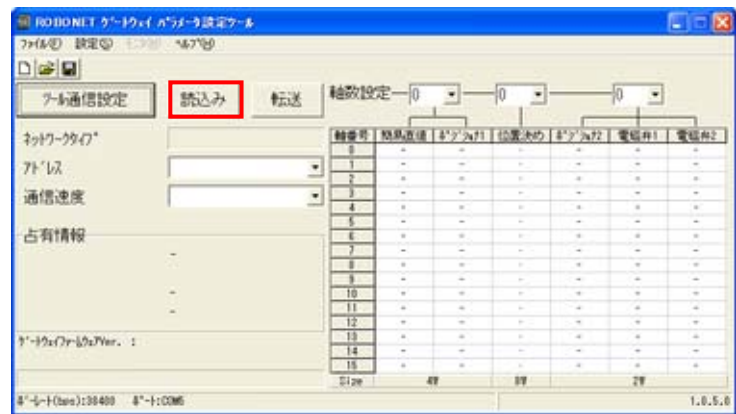 RODONET ｹﾞｰﾄｳｪｲ ﾊﾟﾗﾒｰﾀ設定ツール
ﾌｧｲﾙ(F) 設定(S) ﾓﾆﾀ(M) ﾍﾙﾌﾟ(H)
ﾂｰﾙ通信設定 読込み 転送 軸数設定 0 0 0
ﾈｯﾄﾜｰｸﾀｲﾌﾟ
ｱﾄﾞﾚｽ
通信速度
占有情報
-
-
-
ｹﾞｰﾄｳｪｲﾌｧｰﾑｳｪｱVer. :
軸番号 簡易直値 ﾎﾟｼﾞｼｮﾅ1 位置決め ﾎﾟｼﾞｼｮﾅ2 電磁弁1 電磁弁2
0 - - - - - -
1 - - - - - -
2 - - - - - -
3 - - - - - -
4 - - - - - -
5 - - - - - -
6 - - - - - -
7 - - - - - -
8 - - - - - -
9 - - - - - -
10 - - - - - -
11 - - - - - -
12 - - - - - -
13 - - - - - -
14 - - - - - -
15 - - - - - -
Size 4W 8W 2W
ﾎﾞｰﾚｰﾄ(bps):38400 ﾎﾟｰﾄ:COM6 1.0.5.0